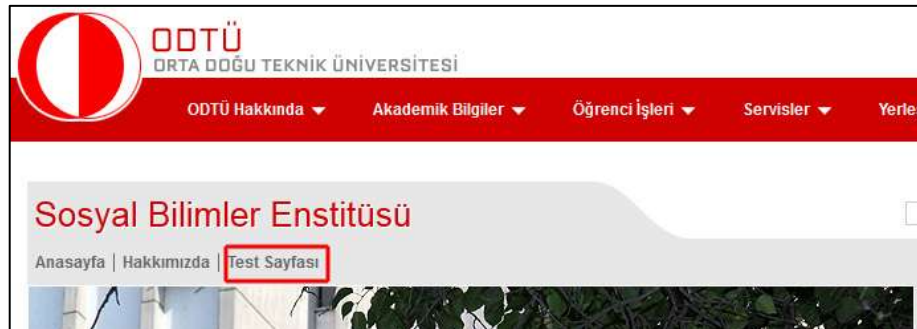 ODTÜ
ORTA DOĞU TEKNİK ÜNİVERSİTESİ
ODTÜ Hakkında Akademik Bilgiler Öğrenci İşleri Servisler Yerle
Sosyal Bilimler Enstitüsü
Anasayfa | Hakkımızda | Test Sayfası